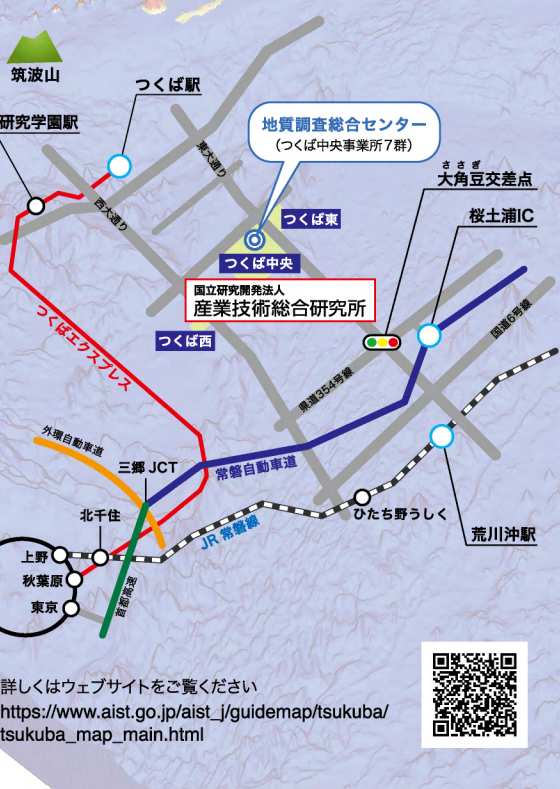 筑波山
つくば駅
研究学園駅
地質調査総合センター
（つくば中央事業所7群）
東大通り
西大通り
ささぎ
大角豆交差点
桜土浦IC
つくば東
つくば中央
国立研究開発法人
産業技術総合研究所
つくば西
つくばエクスプレス
国道6号線
県道354号線
外環自動車道
三郷 JCT
常磐自動車道
北千住
JR 常磐線
ひたち野うしく
荒川沖駅
上野
秋葉原
東京
首都高速
詳しくはウェブサイトをご覧ください
https://www.aist.go.jp/aist_j/guidemap/tsukuba/
tsukuba_map_main.html